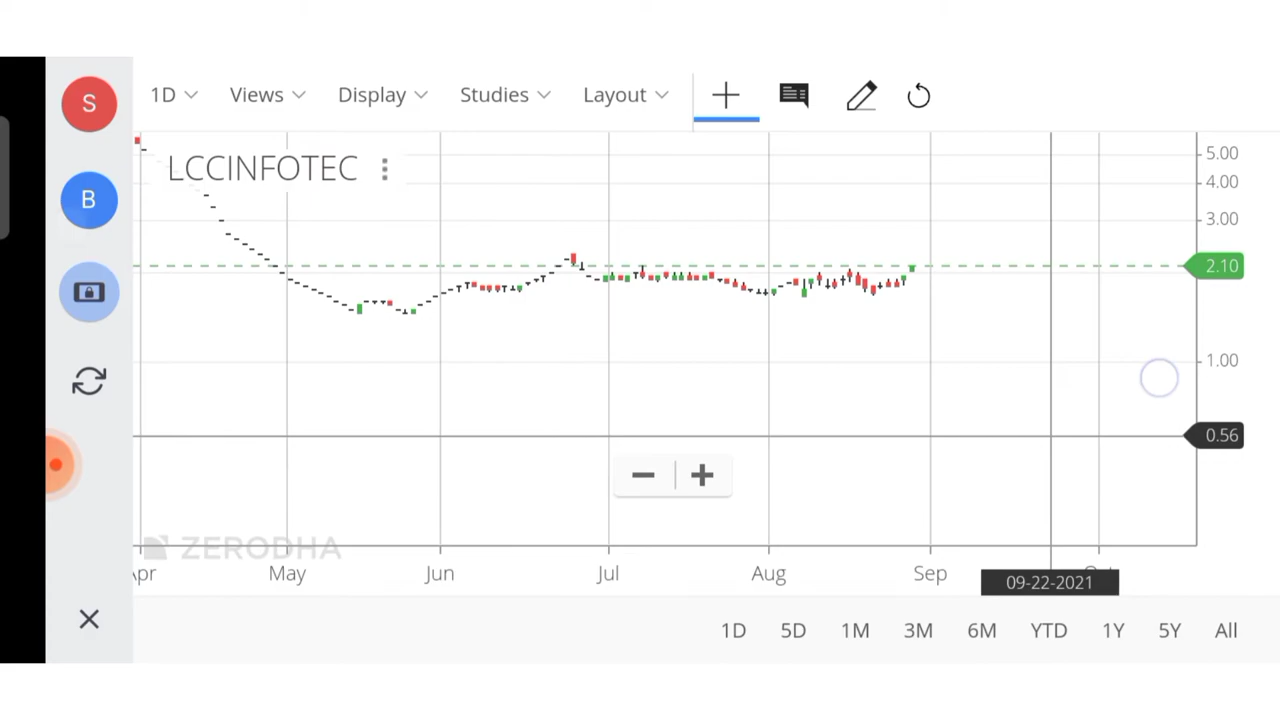 S
1D Views Display Studies Layout
LCCINFOTEC
B
5.00
4.00
3.00
2.10
1.00
0.56
ZERODHA
Apr May Jun Jul Aug Sep
09-22-2021
1D 5D 1M 3M 6M YTD 1Y 5Y All